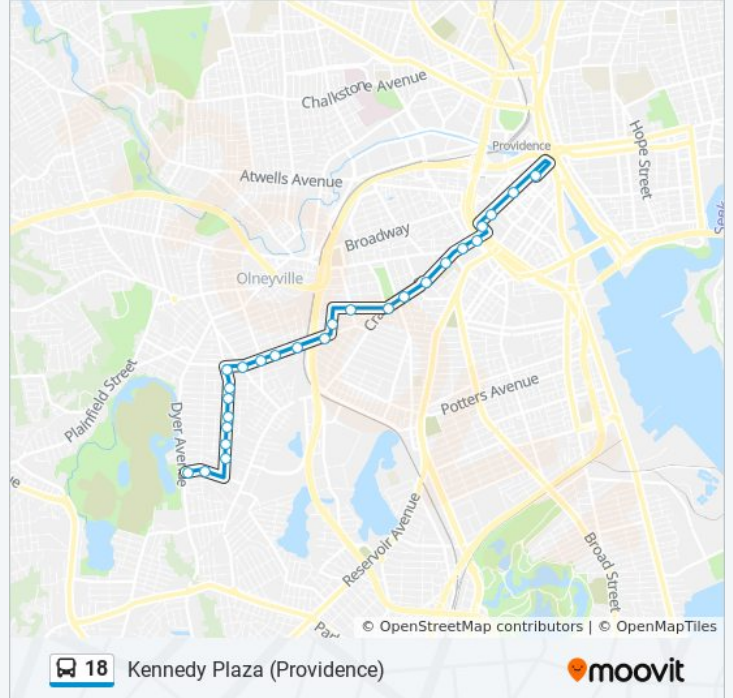 Chalkstone Avenue
Hope Street
Providence
Atwells Avenue
Broadway
Olneyville
Cra
Plainfield Street
Dyer Avenue
Potters Avenue
Reservoir Avenue
Broad Street
© OpenStreetMap contributors | © OpenMapTiles
18 Kennedy Plaza (Providence)
moovit